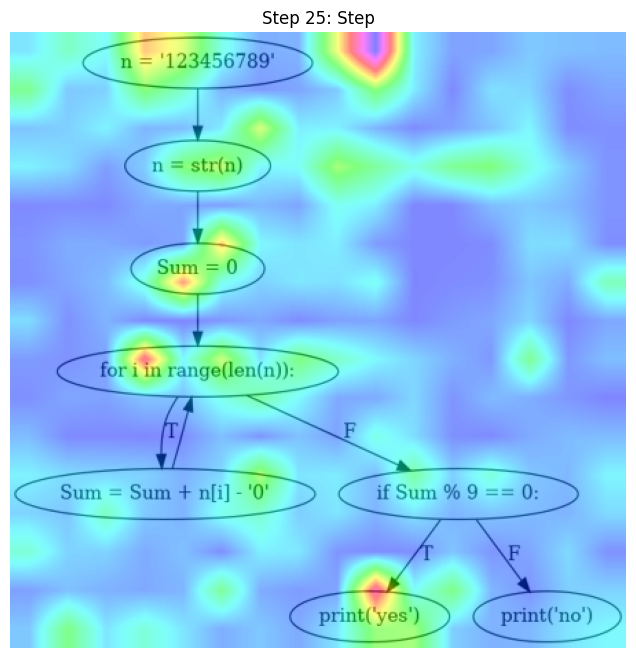 Step 25: Step
n = '123456789'
n = str(n)
Sum = 0
for i in range(len(n)):
T
F
Sum = Sum + n[i] - '0'
if Sum % 9 == 0:
T
F
print('yes')
print('no')